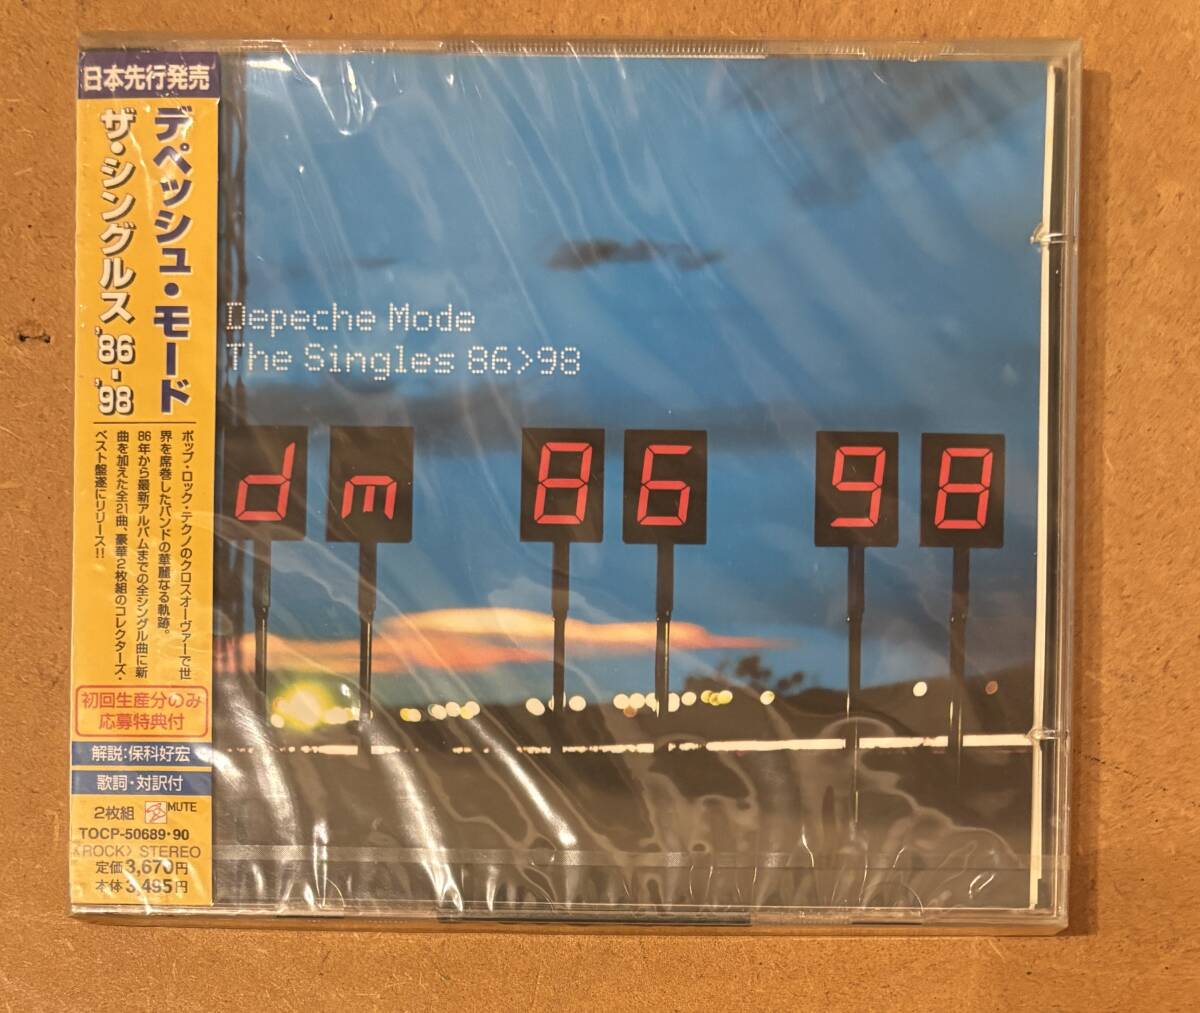 日本先行発売
デペッシュ・モード
ザ・シングルス '86-'98
ポップ・ロック・テクノのクロスオーヴァーで世
界を席巻したバンドの華麗なる軌跡。
86年から最新アルバムまでの全シングル曲に新
曲を加えた全21曲、豪華2枚組のコレクターズ・
ベスト盤遂にリリース!!
初回生産分のみ
応募特典付
解説:保科好宏
歌詞・対訳付
2枚組 MUTE
TOCP-50689・90
〈ROCK〉 STEREO
定価3,670円
本体3,495円
Depeche Mode
The Singles 86>98
dm 86 98